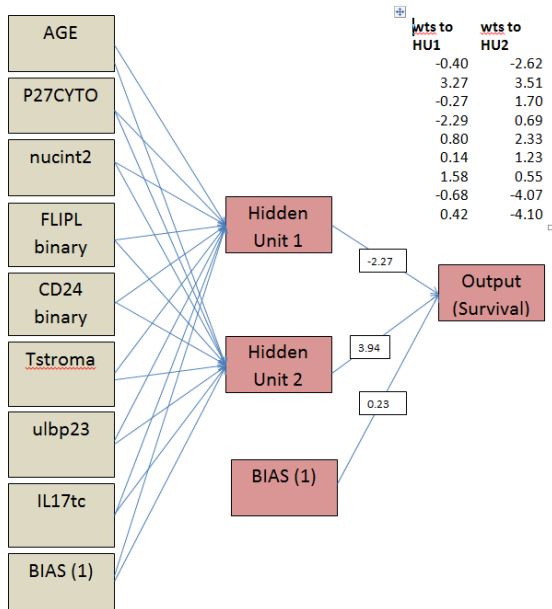 AGE
P27CYTO
nucint2
FLIPL
binary
CD24
binary
Tstroma
ulbp23
IL17tc
BIAS (1)
Hidden
Unit 1
Hidden
Unit 2
BIAS (1)
-2.27
3.94
0.23
Output
(Survival)
wts to wts to
HU1 HU2
-0.40 -2.62
3.27 3.51
-0.27 1.70
-2.29 0.69
0.80 2.33
0.14 1.23
1.58 0.55
-0.68 -4.07
0.42 -4.10